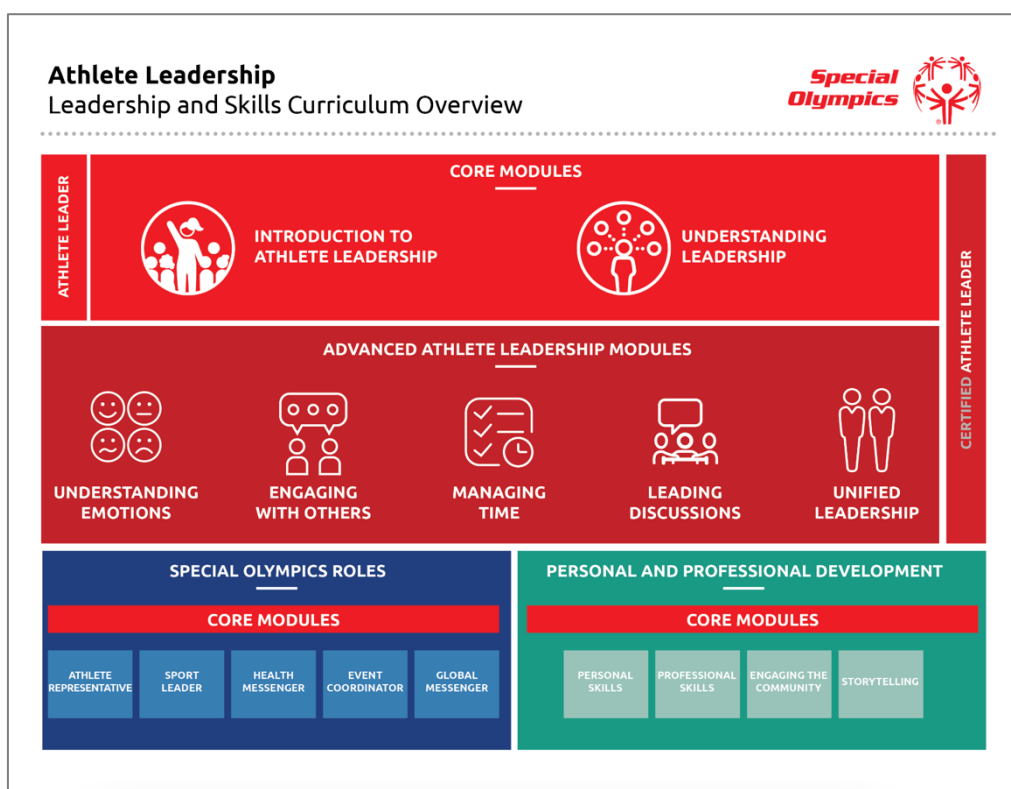 Athlete Leadership
Leadership and Skills Curriculum Overview
Special
Olympics
ATHLETE LEADER
CORE MODULES
INTRODUCTION TO
ATHLETE LEADERSHIP
UNDERSTANDING
LEADERSHIP
CERTIFIED ATHLETE LEADER
ADVANCED ATHLETE LEADERSHIP MODULES
UNDERSTANDING
EMOTIONS
ENGAGING
WITH OTHERS
MANAGING
TIME
LEADING
DISCUSSIONS
UNIFIED
LEADERSHIP
SPECIAL OLYMPICS ROLES
CORE MODULES
ATHLETE
REPRESENTATIVE
SPORT
LEADER
HEALTH
MESSENGER
EVENT
COORDINATOR
GLOBAL
MESSENGER
PERSONAL AND PROFESSIONAL DEVELOPMENT
CORE MODULES
PERSONAL
SKILLS
PROFESSIONAL
SKILLS
ENGAGING THE
COMMUNITY
STORYTELLING